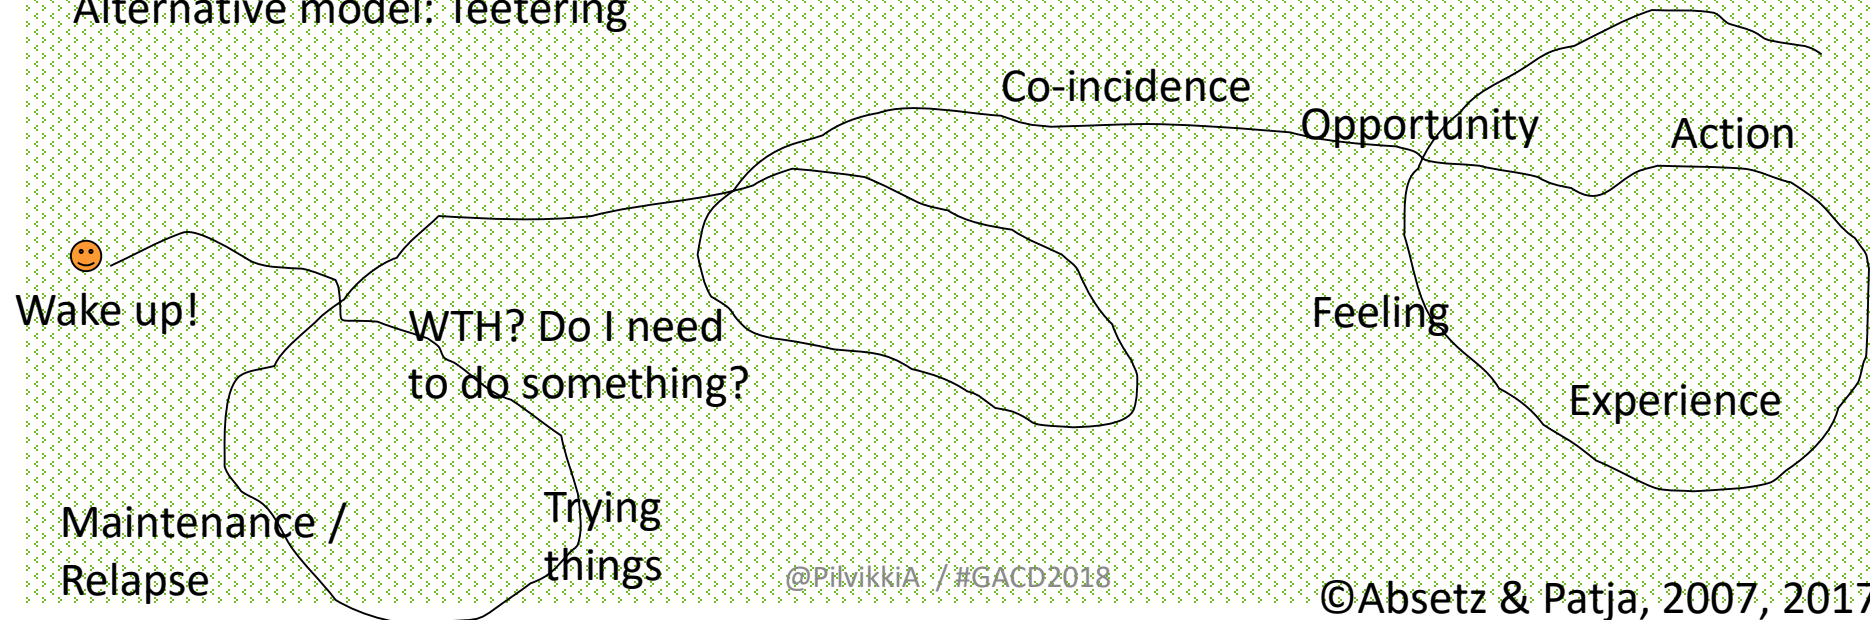 Alternative model: Teetering
Co-incidence
Opportunity
Action
Wake up!
WTH? Do I need
to do something?
Feeling
Experience
Trying
things
Maintenance /
Relapse
@PilvikkiA / #GACD2018
©Absetz & Patja, 2007, 2017